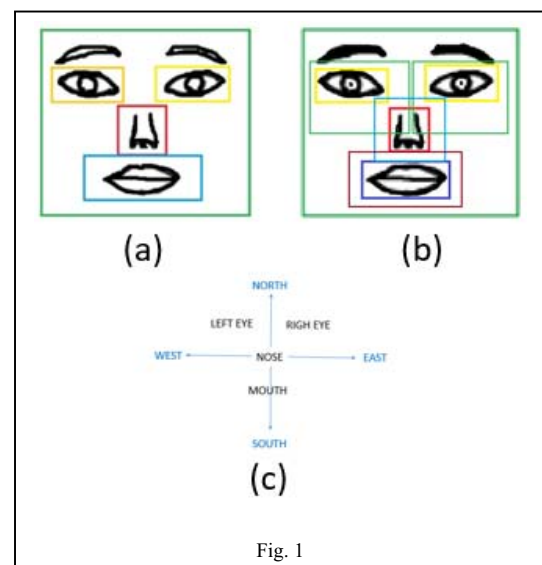 (a) (b)
NORTH
LEFT EYE RIGH EYE
WEST NOSE EAST
MOUTH
SOUTH
(c)
Fig. 1